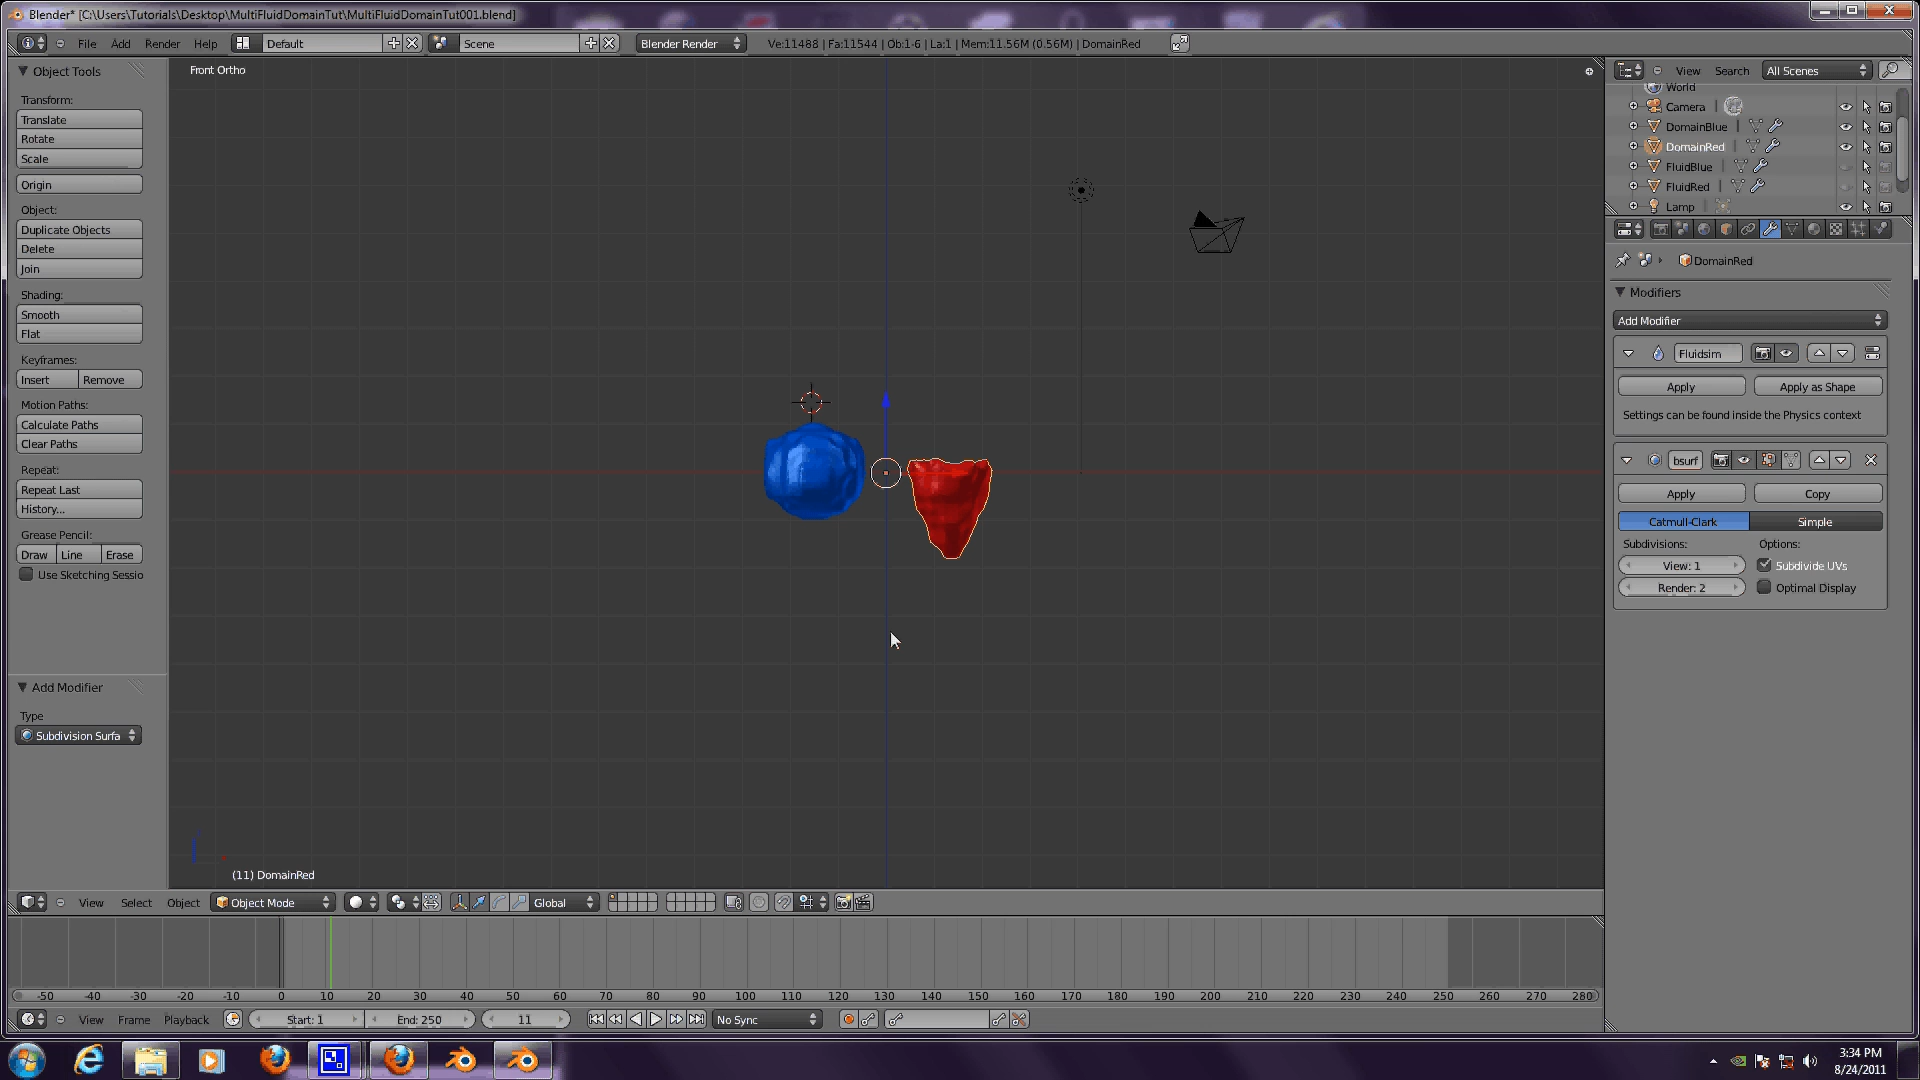 Blender* [C:\Users\Tutorials\Desktop\MultiFluidDomainTut\MultiFluidDomainTut001.blend]
File Add Render Help Default Scene Blender Render Ve:11488 | Fa:11544 | Ob:1-6 | La:1 | Mem:11.56M (0.56M) | DomainRed
Object Tools
Transform:
Translate
Rotate
Scale
Origin
Object:
Duplicate Objects
Delete
Join
Shading:
Smooth
Flat
Keyframes:
Insert Remove
Motion Paths:
Calculate Paths
Clear Paths
Repeat:
Repeat Last
History...
Grease Pencil:
Draw Line Erase
Use Sketching Sessio
Add Modifier
Type
Subdivision Surfa
Front Ortho
(11) DomainRed
View Search All Scenes
World
Camera
DomainBlue
DomainRed
FluidBlue
FluidRed
Lamp
DomainRed
Modifiers
Add Modifier
Fluidsim
Apply Apply as Shape
Settings can be found inside the Physics context
bsurf
Apply Copy
Catmull-Clark Simple
Subdivisions: Options:
View: 1 Subdivide UVs
Render: 2 Optimal Display
View Select Object Object Mode Global
-50 -40 -30 -20 -10 0 10 20 30 40 50 60 70 80 90 100 110 120 130 140 150 160 170 180 190 200 210 220 230 240 250 260 270 280
View Frame Playback Start: 1 End: 250 11 No Sync
3:34 PM
8/24/2011